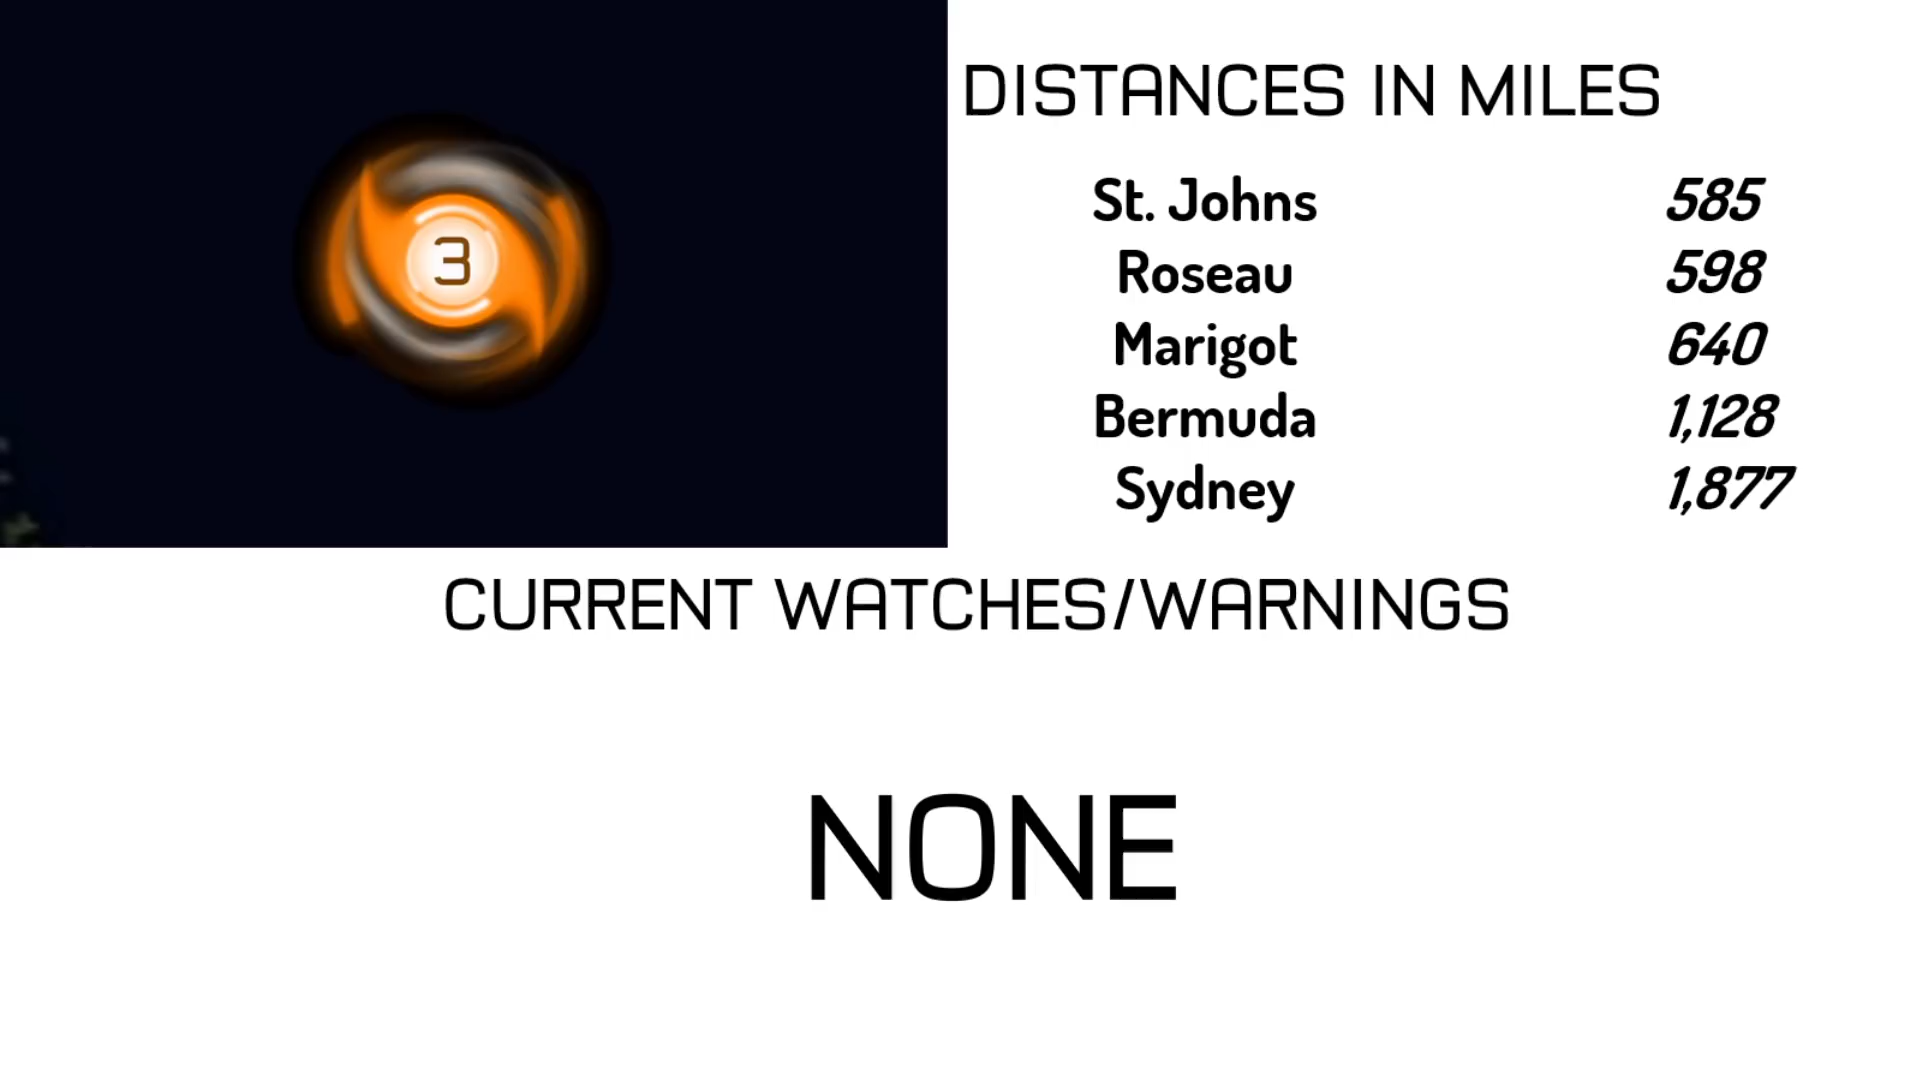 3
DISTANCES IN MILES
St. Johns 585
Roseau 598
Marigot 640
Bermuda 1,128
Sydney 1,877
CURRENT WATCHES/WARNINGS
NONE